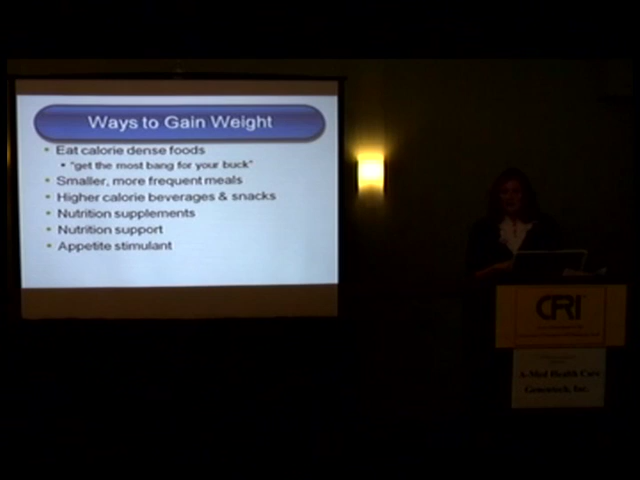 Ways to Gain Weight
• Eat calorie dense foods
• "get the most bang for your buck"
• Smaller, more frequent meals
• Higher calorie beverages & snacks
• Nutrition supplements
• Nutrition support
• Appetite stimulant
CRI
A-Med Health Care
Genentech, Inc.